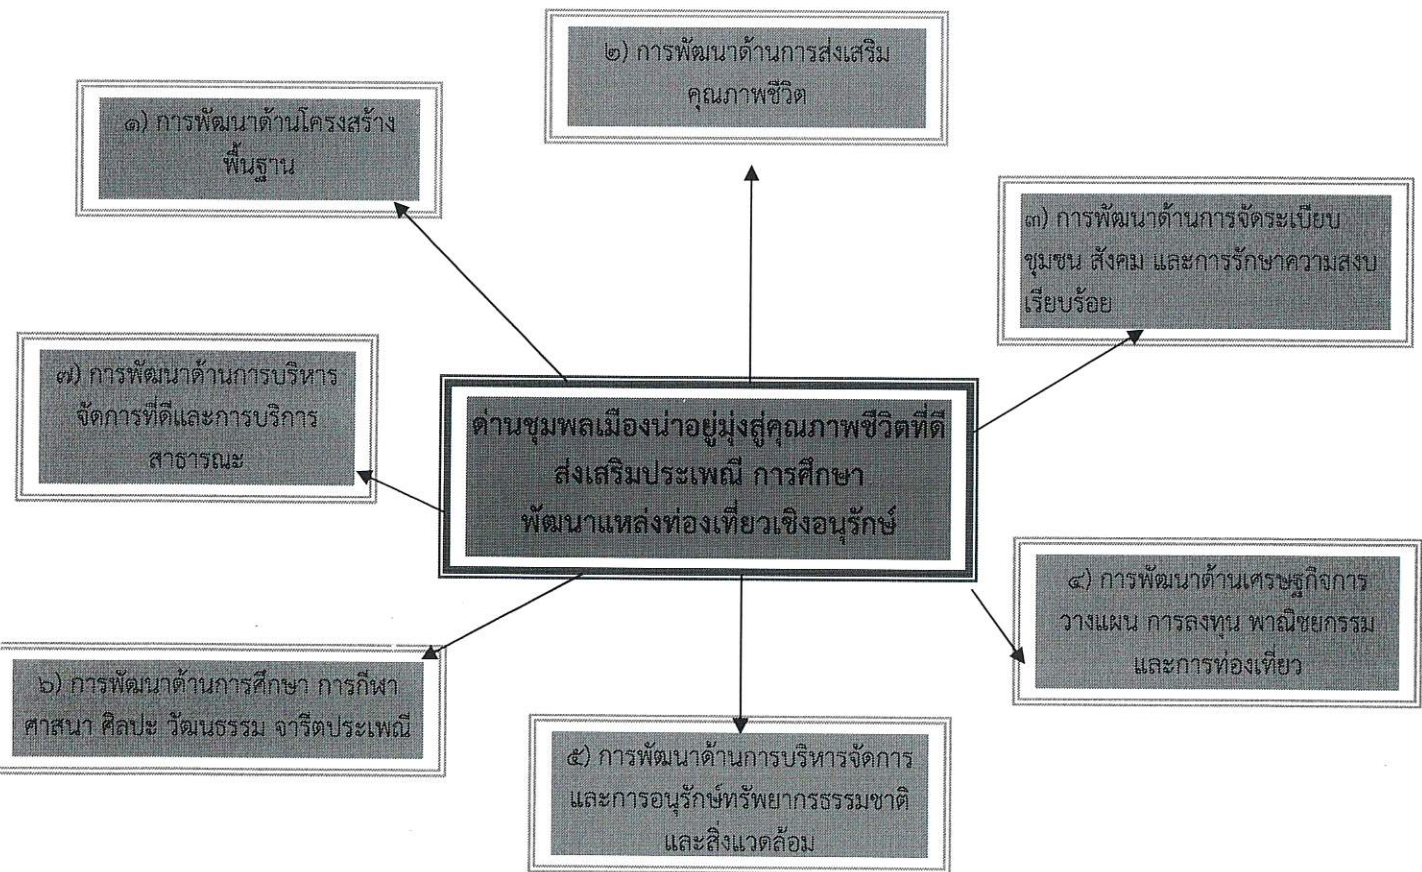 ๑) การพัฒนาด้านโครงสร้าง
พื้นฐาน
๒) การพัฒนาด้านการส่งเสริม
คุณภาพชีวิต
๓) การพัฒนาด้านการจัดระเบียบ
ชุมชน สังคม และการรักษาความสงบ
เรียบร้อย
๗) การพัฒนาด้านการบริหาร
จัดการที่ดีและการบริการ
สาธารณะ
ด่านชุมพลเมืองน่าอยู่มุ่งสู่คุณภาพชีวิตที่ดี
ส่งเสริมประเพณี การศึกษา
พัฒนาแหล่งท่องเที่ยวเชิงอนุรักษ์
๔) การพัฒนาด้านเศรษฐกิจการ
วางแผน การลงทุน พาณิชยกรรม
และการท่องเที่ยว
๖) การพัฒนาด้านการศึกษา การกีฬา
ศาสนา ศิลปะ วัฒนธรรม จารีตประเพณี
๕) การพัฒนาด้านการบริหารจัดการ
และการอนุรักษ์ทรัพยากรธรรมชาติ
และสิ่งแวดล้อม